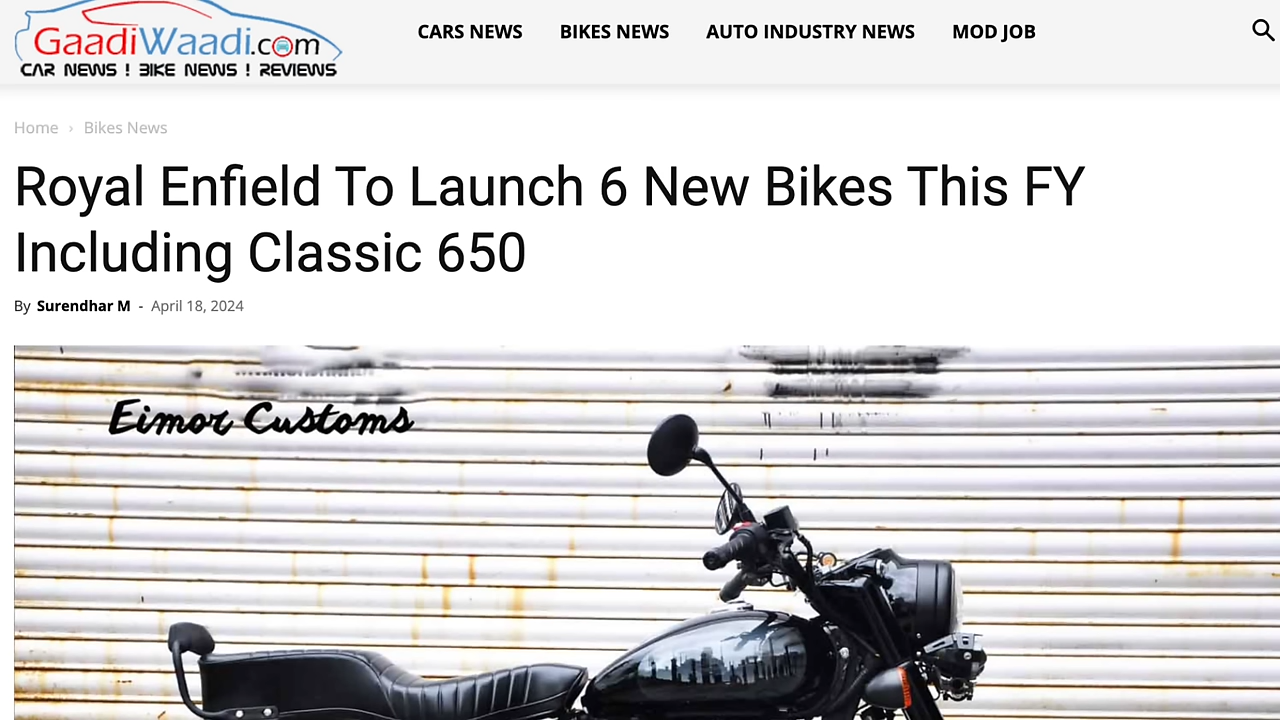 GaadiWaadi.com
CAR NEWS ! BIKE NEWS ! REVIEWS
CARS NEWS BIKES NEWS AUTO INDUSTRY NEWS MOD JOB
Home › Bikes News
Royal Enfield To Launch 6 New Bikes This FY
Including Classic 650
By Surendhar M - April 18, 2024
Eimor Customs